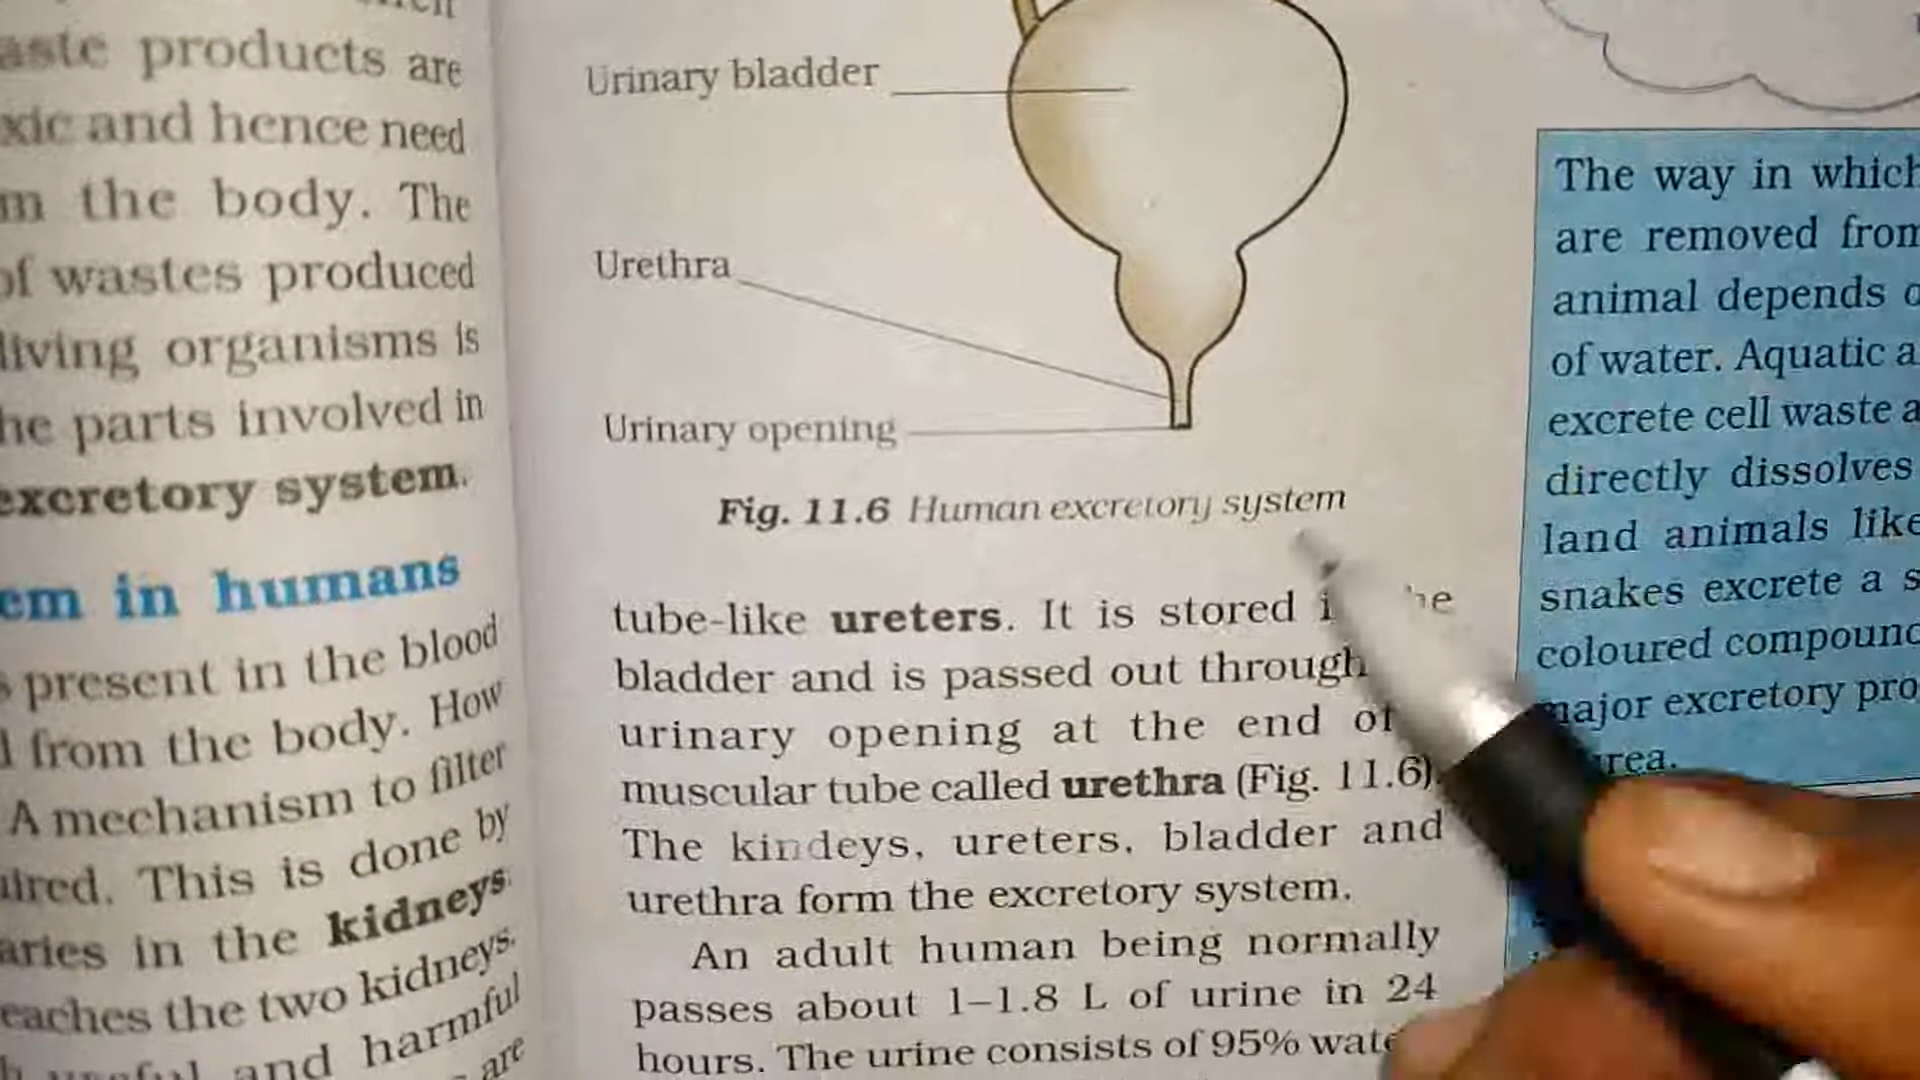 aste products are
xic and hence need
m the body. The
of wastes produced
living organisms is
he parts involved in
excretory system.
em in humans
s present in the blood
d from the body. How
A mechanism to filter
uired. This is done by
aries in the kidneys.
eaches the two kidneys.
useful and harmful
are
Urinary bladder
Urethra
Urinary opening
Fig. 11.6 Human excretory system
tube-like ureters. It is stored he
bladder and is passed out through
urinary opening at the end of
muscular tube called urethra (Fig. 11.6).
The kindeys, ureters, bladder and
urethra form the excretory system.
An adult human being normally
passes about 1–1.8 L of urine in 24
hours. The urine consists of 95% wate
The way in which
are removed from
animal depends o
of water. Aquatic a
excrete cell waste a
directly dissolves
land animals like
snakes excrete a s
coloured compound
major excretory pro
urea.